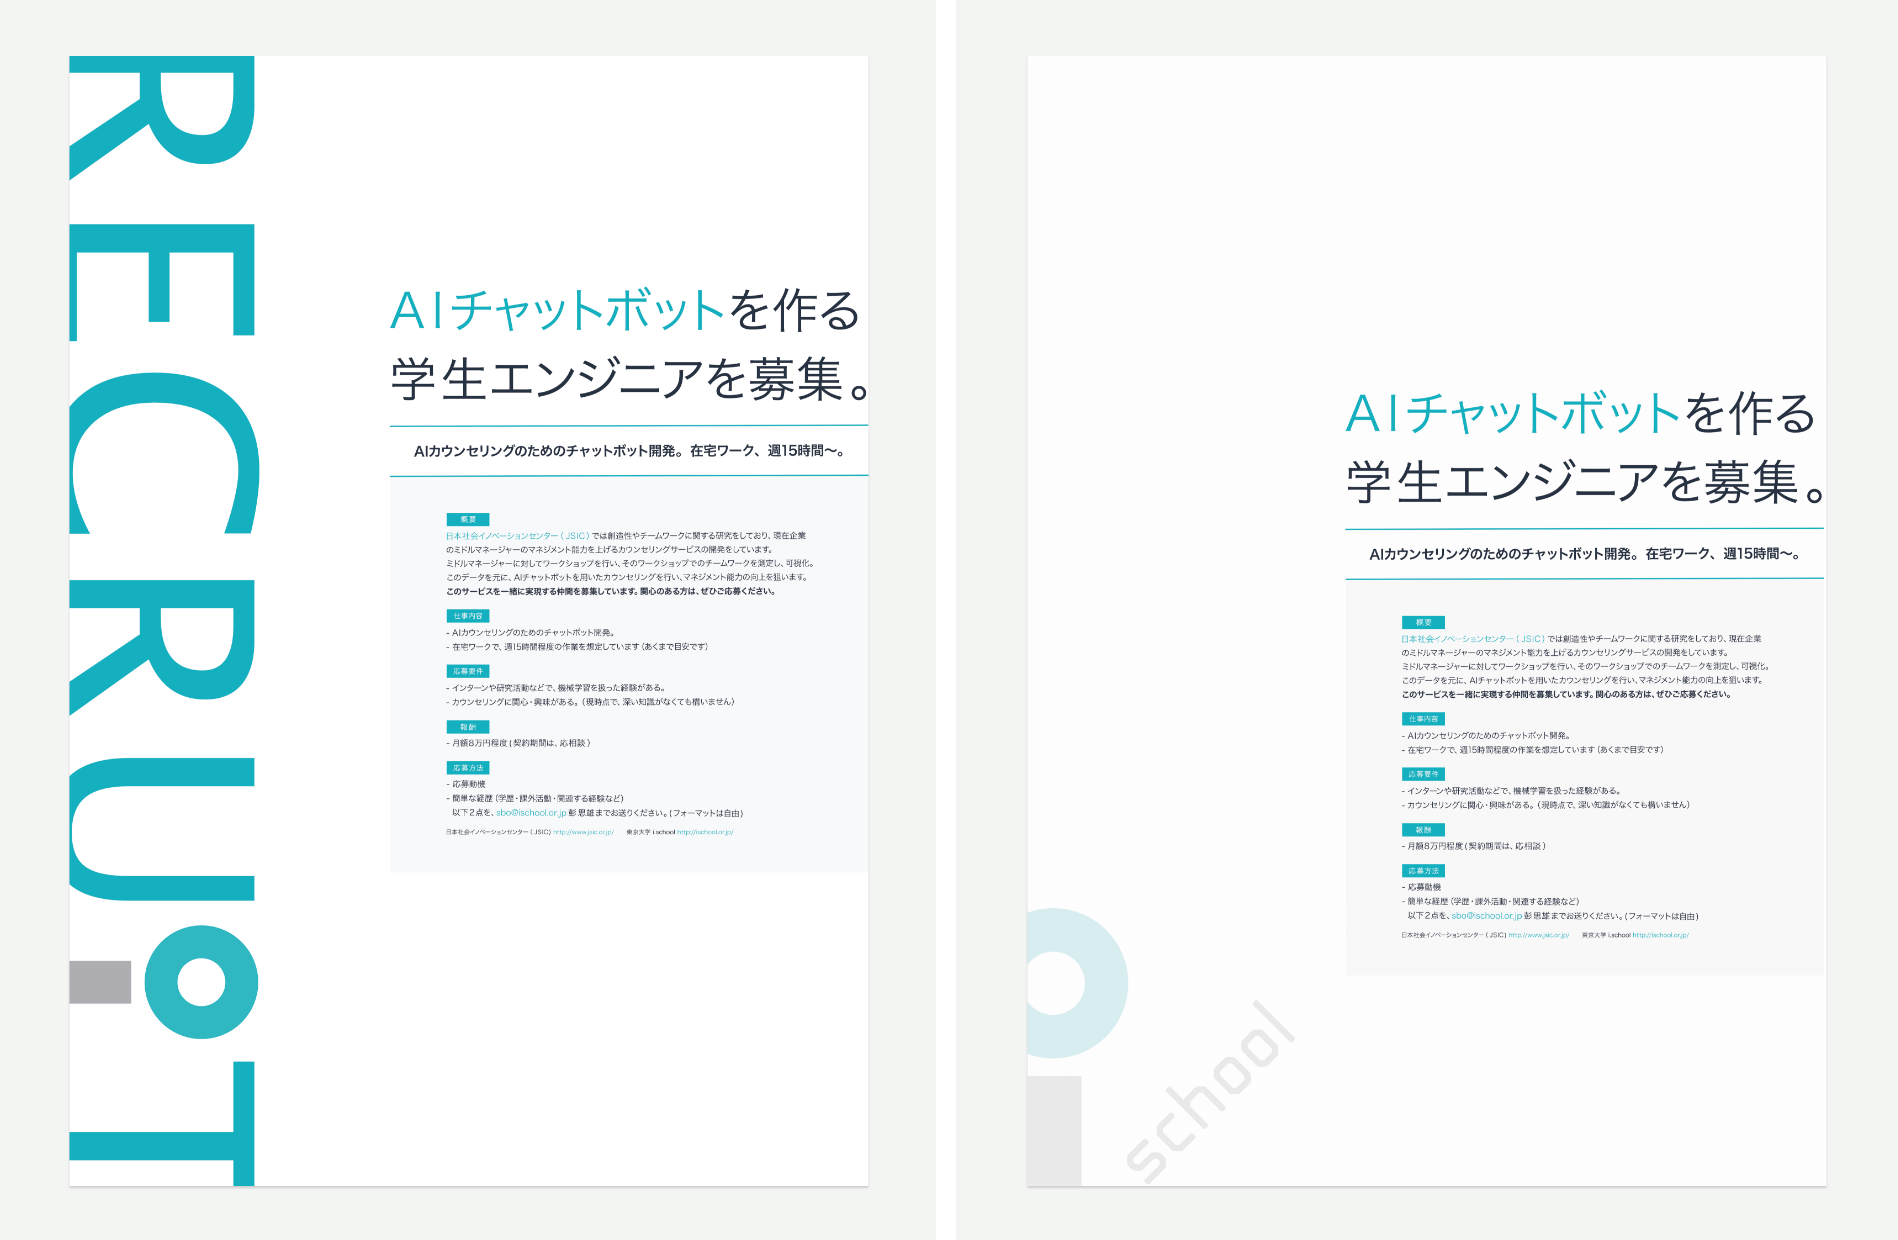 RECRUiT
AIチャットボットを作る
学生エンジニアを募集。
AIカウンセリングのためのチャットボット開発。在宅ワーク、週15時間〜。
概要
日本社会イノベーションセンター（JSIC）では創造性やチームワークに関する研究をしており、現在企業
のミドルマネージャーのマネジメント能力を上げるカウンセリングサービスの開発をしています。
ミドルマネージャーに対してワークショップを行い、そのワークショップでのチームワークを測定し、可視化。
このデータを元に、AIチャットボットを用いたカウンセリングを行い、マネジメント能力の向上を狙います。
このサービスを一緒に実現する仲間を募集しています。関心のある方は、ぜひご応募ください。
仕事内容
- AIカウンセリングのためのチャットボット開発。
- 在宅ワークで、週15時間程度の作業を想定しています（あくまで目安です）
応募要件
- インターンや研究活動などで、機械学習を扱った経験がある。
- カウンセリングに関心・興味がある。（現時点で、深い知識がなくても構いません）
報酬
- 月額8万円程度（契約期間は、応相談）
応募方法
- 応募動機
- 簡単な経歴（学歴・課外活動・関連する経験など）
以下2点を、sbo@ischool.or.jp 彭 思雄までお送りください。（フォーマットは自由）
日本社会イノベーションセンター（JSIC）http://www.jsic.or.jp/　東京大学 i.school http://ischool.or.jp/
AIチャットボットを作る
学生エンジニアを募集。
AIカウンセリングのためのチャットボット開発。在宅ワーク、週15時間〜。
概要
日本社会イノベーションセンター（JSIC）では創造性やチームワークに関する研究をしており、現在企業
のミドルマネージャーのマネジメント能力を上げるカウンセリングサービスの開発をしています。
ミドルマネージャーに対してワークショップを行い、そのワークショップでのチームワークを測定し、可視化。
このデータを元に、AIチャットボットを用いたカウンセリングを行い、マネジメント能力の向上を狙います。
このサービスを一緒に実現する仲間を募集しています。関心のある方は、ぜひご応募ください。
仕事内容
- AIカウンセリングのためのチャットボット開発。
- 在宅ワークで、週15時間程度の作業を想定しています（あくまで目安です）
応募要件
- インターンや研究活動などで、機械学習を扱った経験がある。
- カウンセリングに関心・興味がある。（現時点で、深い知識がなくても構いません）
報酬
- 月額8万円程度（契約期間は、応相談）
応募方法
- 応募動機
- 簡単な経歴（学歴・課外活動・関連する経験など）
以下2点を、sbo@ischool.or.jp 彭 思雄までお送りください。（フォーマットは自由）
日本社会イノベーションセンター（JSIC）http://www.jsic.or.jp/　東京大学 i.school http://ischool.or.jp/
i school